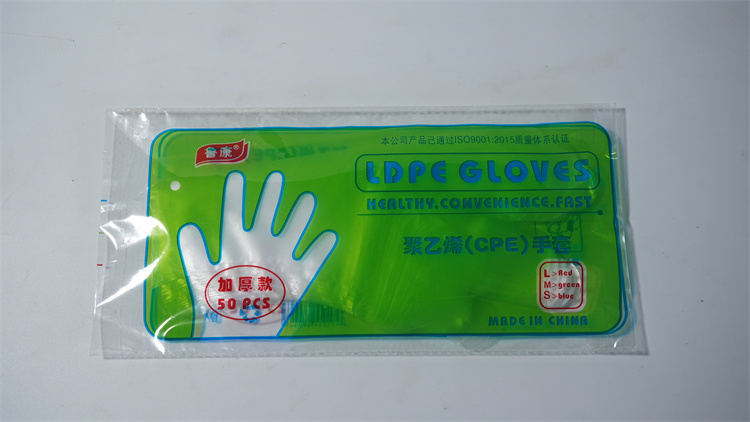 本公司产品已通过ISO9001:2015质量体系认证
鲁康®
LDPE GLOVES
HEALTHY.CONVENIENCE.FAST
聚乙烯(CPE)手套
加厚款
50 PCS
L>Red
M>green
S>blue
MADE IN CHINA